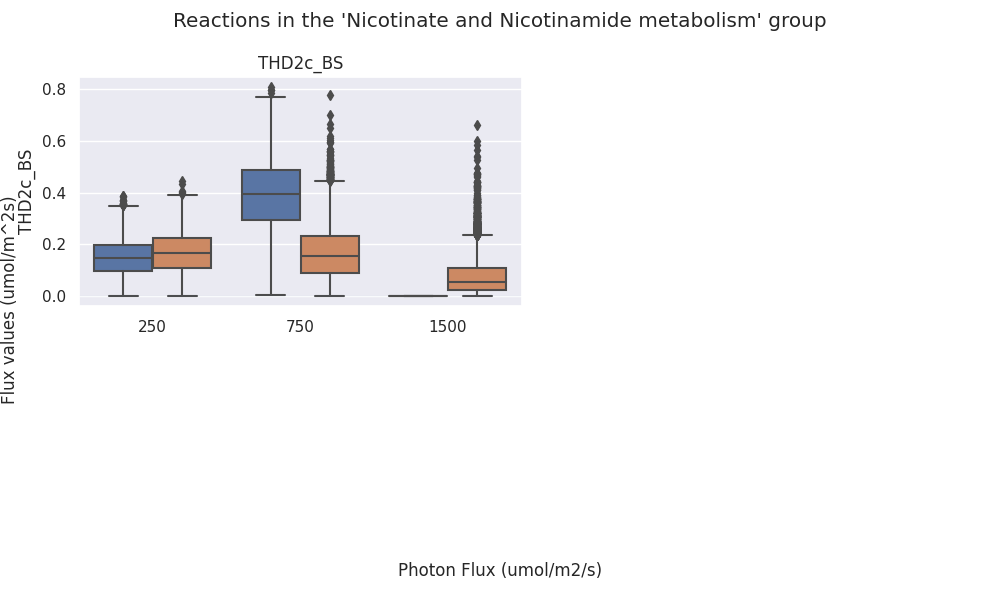 Reactions in the 'Nicotinate and Nicotinamide metabolism' group
THD2c_BS
0.8
0.6
0.4
0.2
0.0
THD2c_BS
Flux values (umol/m^2s)
250
750
1500
Photon Flux (umol/m2/s)